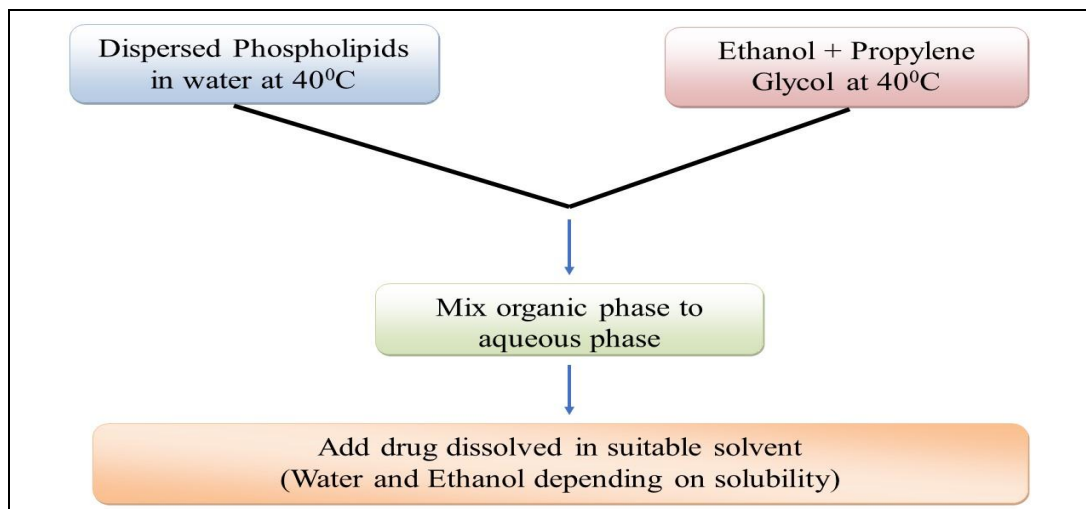 Dispersed Phospholipids
in water at 40⁰C
Ethanol + Propylene
Glycol at 40⁰C
Mix organic phase to
aqueous phase
Add drug dissolved in suitable solvent
(Water and Ethanol depending on solubility)